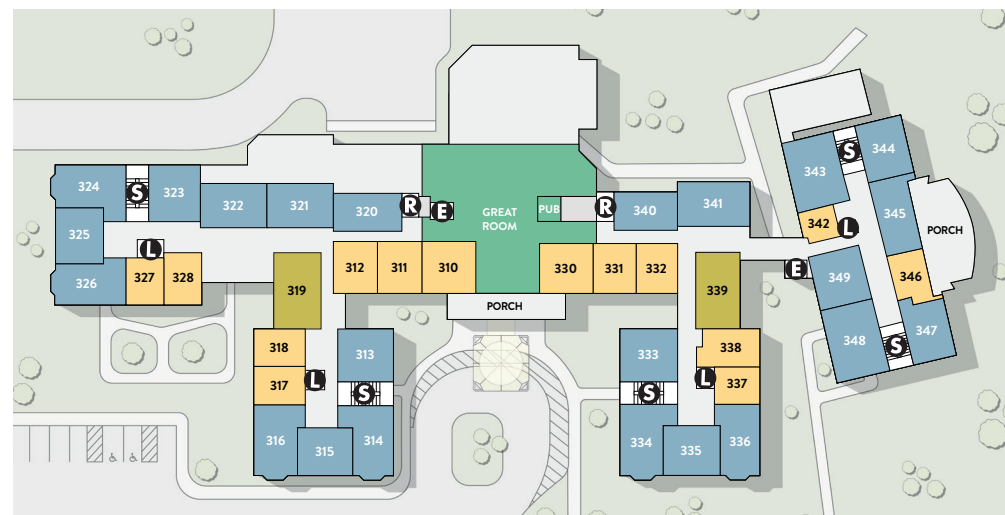 324
S
323
322
321
320
R
E
325
L
326
327
328
GREAT
ROOM
PUB
R
340
341
312
311
310
330
331
332
PORCH
319
339
318
317
L
313
S
316
315
314
333
S
L
338
337
334
335
336
343
S
344
342
L
345
PORCH
E
349
346
348
S
347